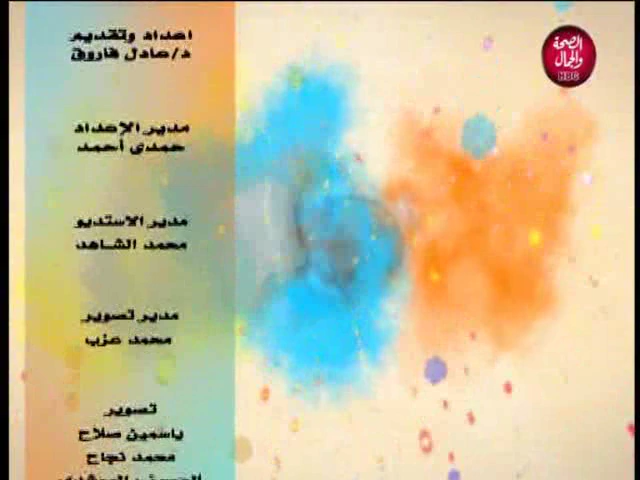 الصحة
والجمال
HBC
اعداد وتقديم
د/عادل فاروق
مدير الإعداد
حمدى أحمد
مدير الاستديو
محمد الشاهد
مدير تصوير
محمد عزب
تصوير
ياسمين صلاح
محمد نجاح